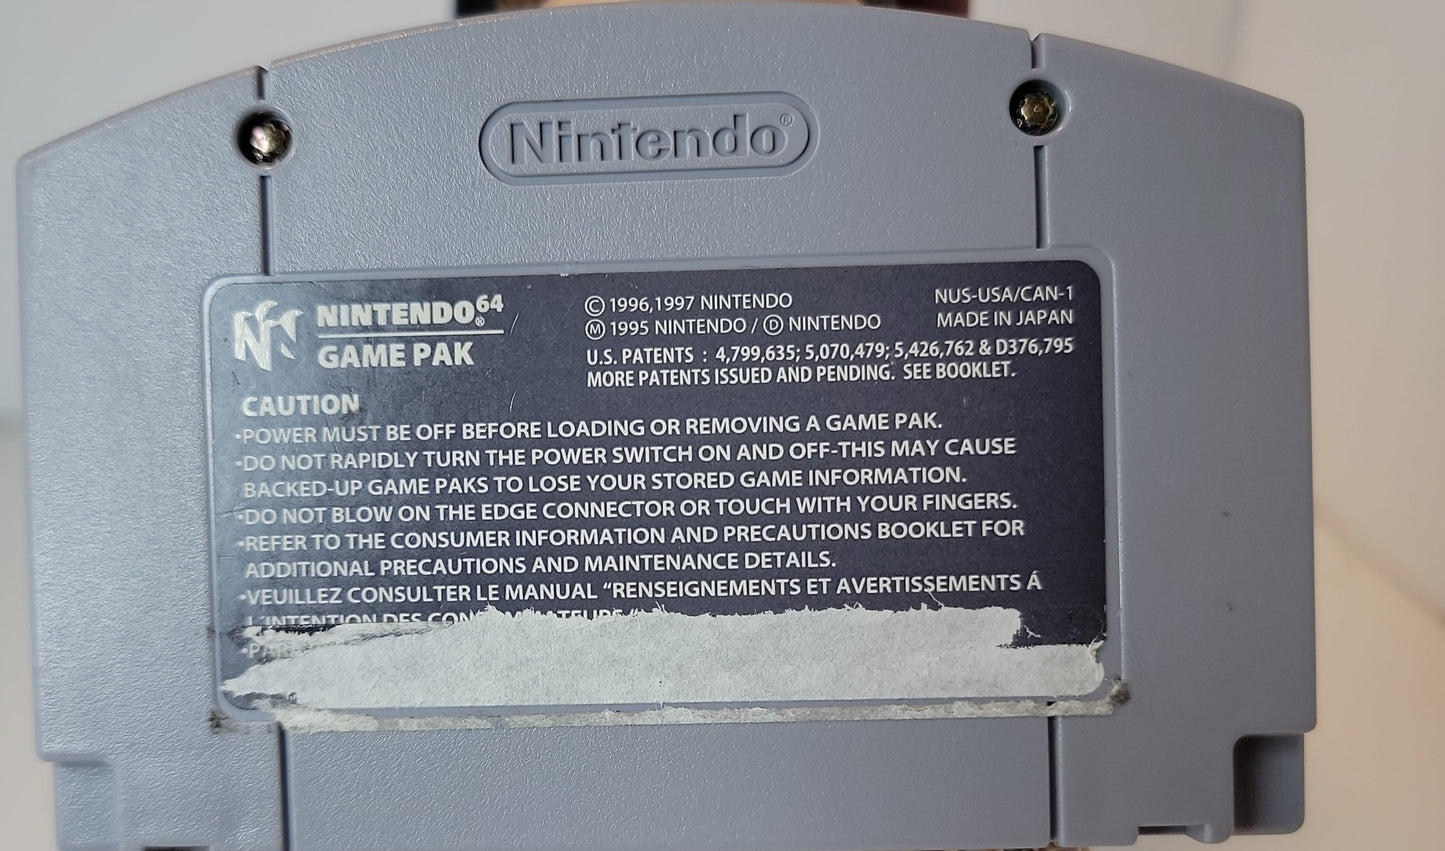 Nintendo®
NINTENDO64®
GAME PAK
© 1996,1997 NINTENDO
Ⓜ 1995 NINTENDO / Ⓓ NINTENDO
NUS-USA/CAN-1
MADE IN JAPAN
U.S. PATENTS : 4,799,635; 5,070,479; 5,426,762 & D376,795
MORE PATENTS ISSUED AND PENDING. SEE BOOKLET.
CAUTION
•POWER MUST BE OFF BEFORE LOADING OR REMOVING A GAME PAK.
•DO NOT RAPIDLY TURN THE POWER SWITCH ON AND OFF-THIS MAY CAUSE
BACKED-UP GAME PAKS TO LOSE YOUR STORED GAME INFORMATION.
•DO NOT BLOW ON THE EDGE CONNECTOR OR TOUCH WITH YOUR FINGERS.
•REFER TO THE CONSUMER INFORMATION AND PRECAUTIONS BOOKLET FOR
ADDITIONAL PRECAUTIONS AND MAINTENANCE DETAILS.
•VEUILLEZ CONSULTER LE MANUAL “RENSEIGNEMENTS ET AVERTISSEMENTS Á
L'INTENTION DES